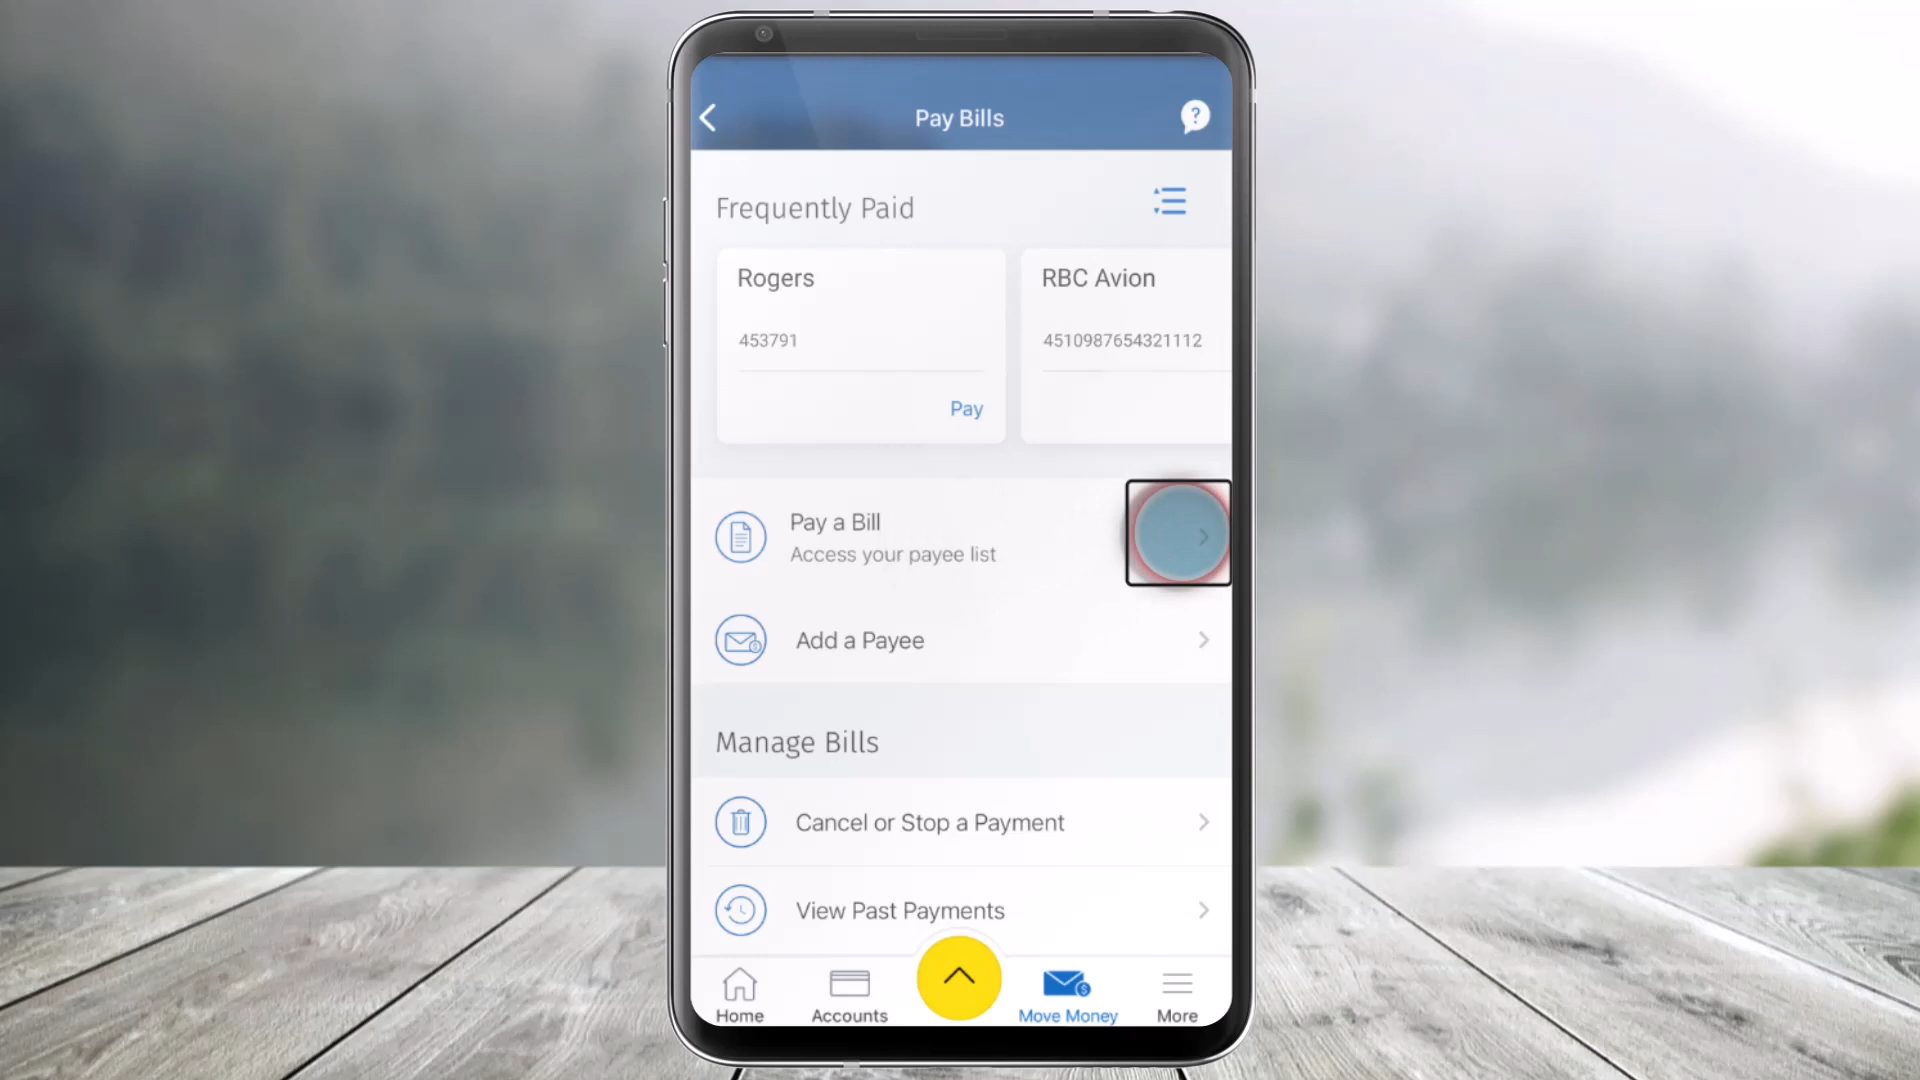 Pay Bills
?
Frequently Paid
Rogers
453791
Pay
RBC Avion
4510987654321112
Pay a Bill
Access your payee list
Add a Payee
Manage Bills
Cancel or Stop a Payment
View Past Payments
Home
Accounts
Move Money
More